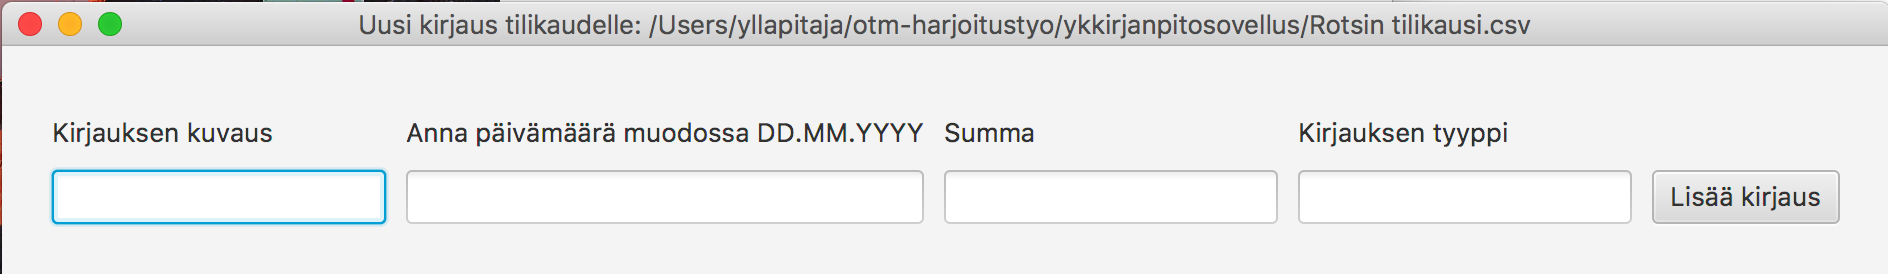 Uusi kirjaus tilikaudelle: /Users/yllapitaja/otm-harjoitustyo/ykkirjanpitosovellus/Rotsin tilikausi.csv
Kirjauksen kuvaus Anna päivämäärä muodossa DD.MM.YYYY Summa Kirjauksen tyyppi
Lisää kirjaus